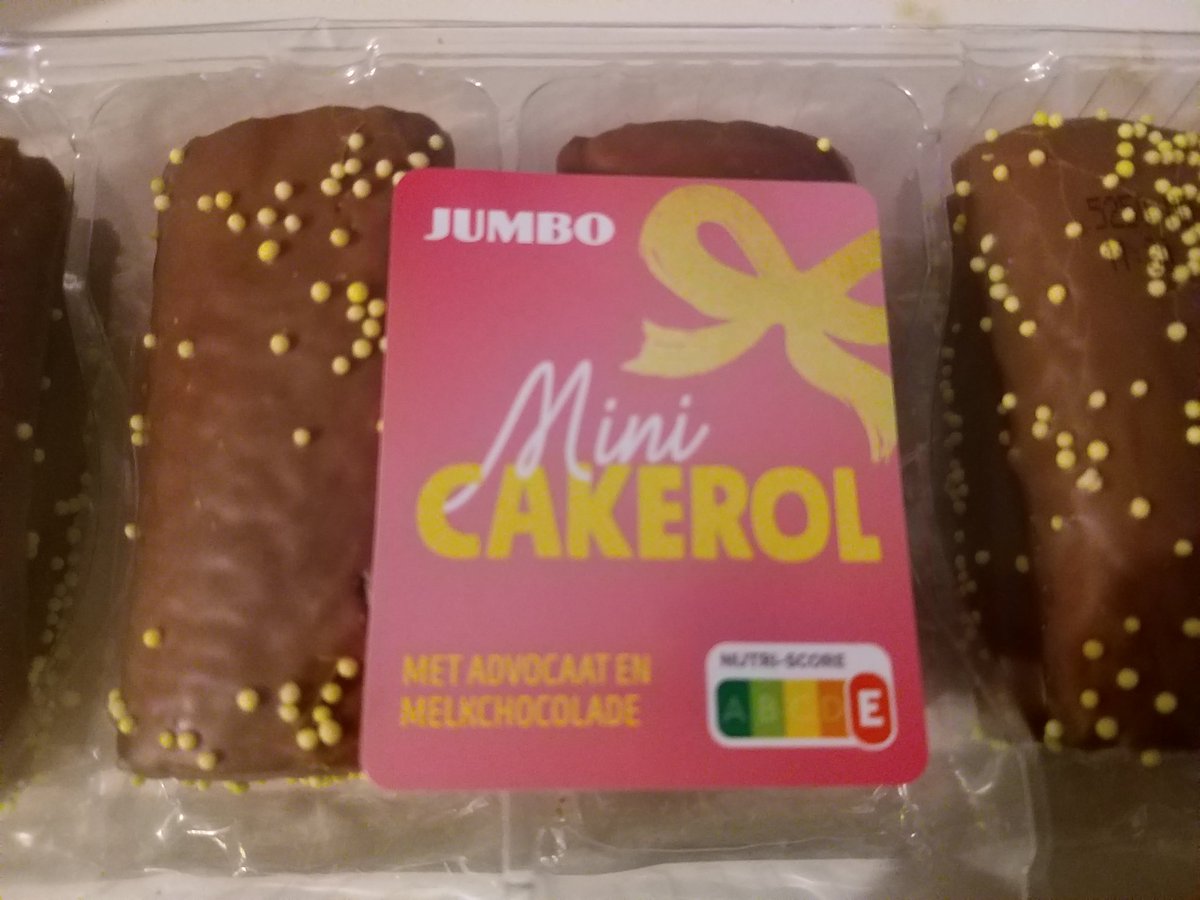 JUMBO
Mini
CAKEROL
MET ADVOCAAT EN
MELKCHOCOLADE
NUTRI-SCORE
A B C D E